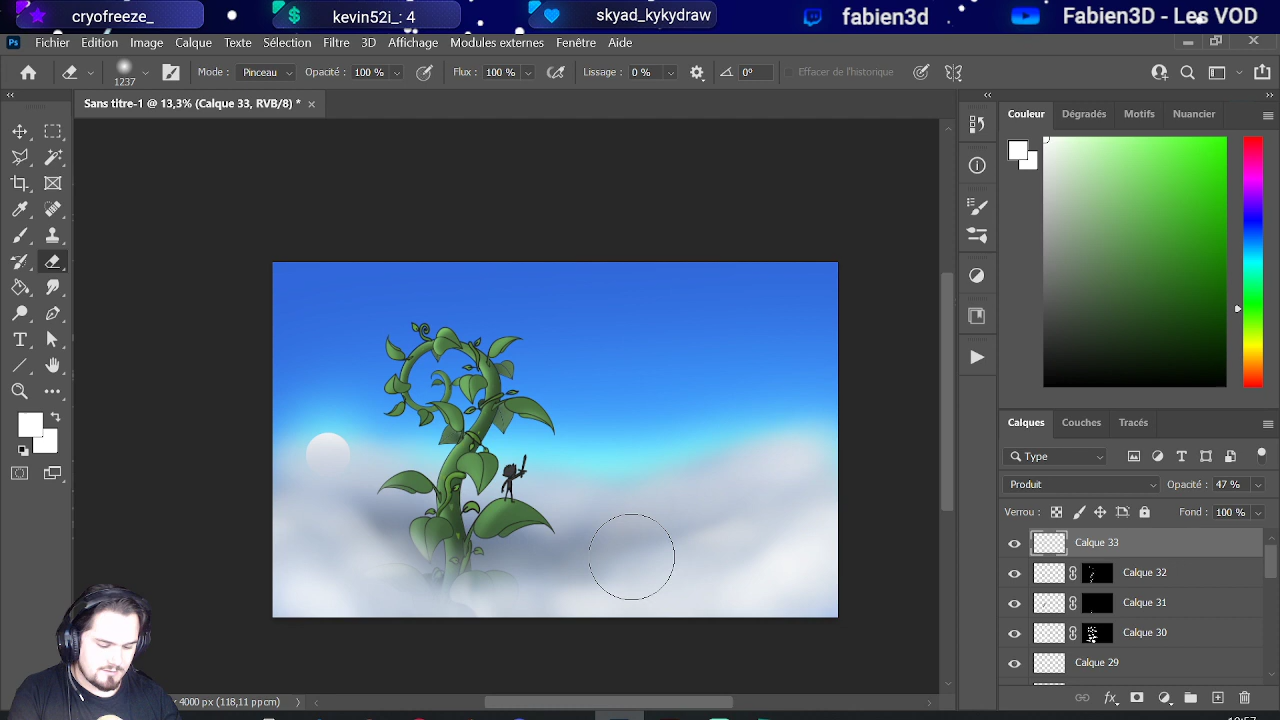 cryofreeze_
kevin52i_: 4
skyad_kykydraw
fabien3d
Fabien3D - Les VOD
Ps
Fichier Edition Image Calque Texte Sélection Filtre 3D Affichage Modules externes Fenêtre Aide
1237
Mode : Pinceau
Opacité : 100 %
Flux : 100 %
Lissage : 0 %
0°
Effacer de l'historique
Sans titre-1 @ 13,3% (Calque 33, RVB/8) *
Couleur Dégradés Motifs Nuancier
Calques Couches Tracés
Type
Produit
Opacité : 47 %
Verrou :
Fond : 100 %
Calque 33
Calque 32
Calque 31
Calque 30
Calque 29
x 4000 px (118,11 ppcm)